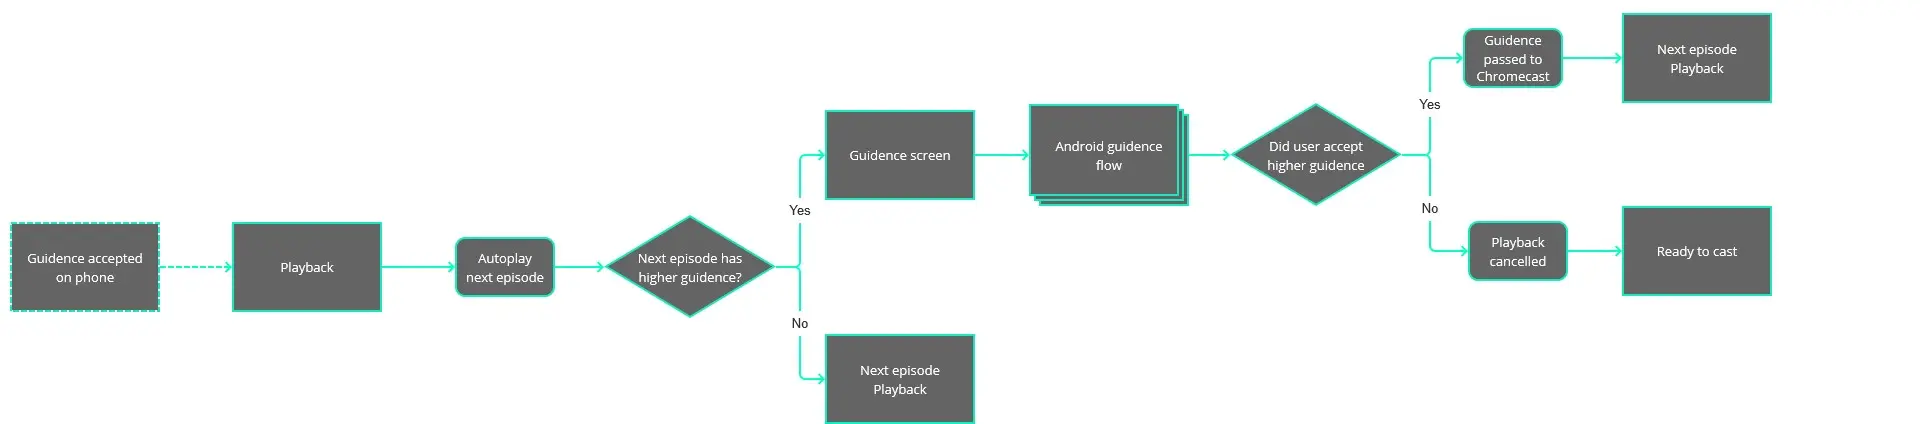 Guidence accepted
on phone
Playback
Autoplay
next episode
Next episode has
higher guidence?
Yes
No
Guidence screen
Next episode
Playback
Android guidence
flow
Did user accept
higher guidence
Yes
No
Guidence
passed to
Chromecast
Next episode
Playback
Playback
cancelled
Ready to cast